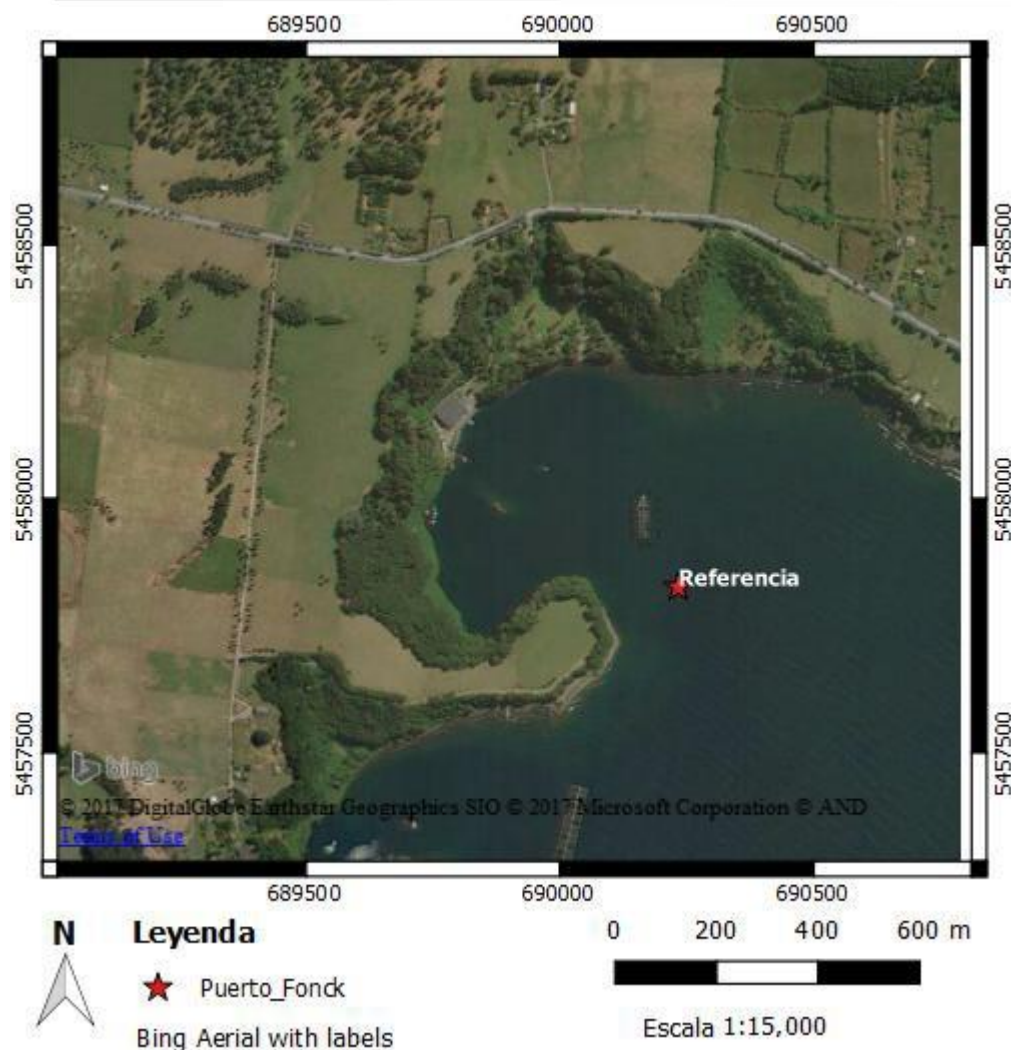 689500 690000 690500
5458500 5458500
5458000 5458000
Referencia
5457500 5457500
bing
© 2017 DigitalGlobe Earthstar Geographics SIO © 2017 Microsoft Corporation © AND
Terms of Use
689500 690000 690500
N Leyenda 0 200 400 600 m
Puerto_Fonck
Escala 1:15,000
Bing Aerial with labels